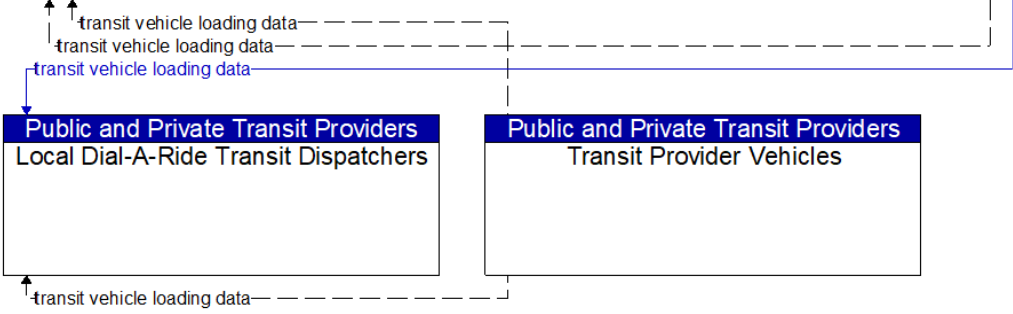 transit vehicle loading data
transit vehicle loading data
transit vehicle loading data
Public and Private Transit Providers
Local Dial-A-Ride Transit Dispatchers
Public and Private Transit Providers
Transit Provider Vehicles
transit vehicle loading data